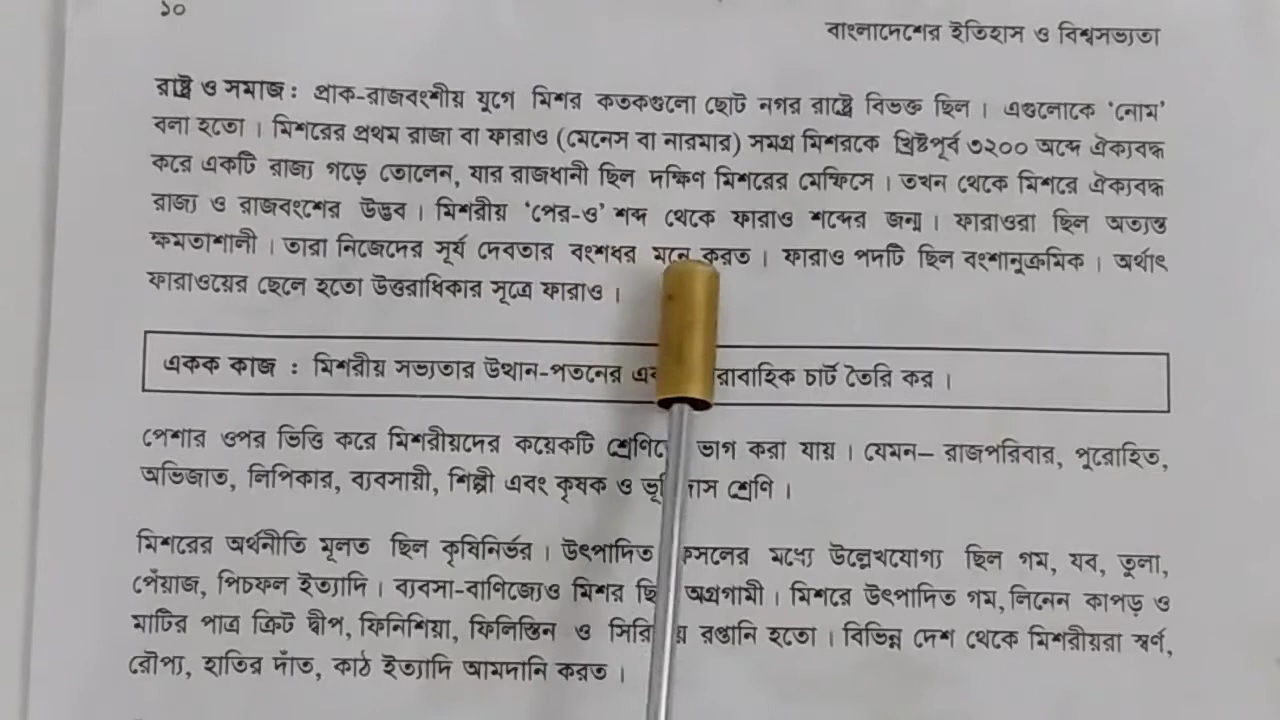 ১০
বাংলাদেশের ইতিহাস ও বিশ্বসভ্যতা
রাষ্ট্র ও সমাজ : প্রাক-রাজবংশীয় যুগে মিশর কতকগুলো ছোট নগর রাষ্ট্রে বিভক্ত ছিল । এগুলোকে ‘নোম’
বলা হতো । মিশরের প্রথম রাজা বা ফারাও (মেনেস বা নারমার) সমগ্র মিশরকে খ্রিষ্টপূর্ব ৩২০০ অব্দে ঐক্যবদ্ধ
করে একটি রাজ্য গড়ে তোলেন, যার রাজধানী ছিল দক্ষিণ মিশরের মেম্ফিসে । তখন থেকে মিশরে ঐক্যবদ্ধ
রাজ্য ও রাজবংশের উদ্ভব । মিশরীয় ‘পের-ও’ শব্দ থেকে ফারাও শব্দের জন্ম । ফারাওরা ছিল অত্যন্ত
ক্ষমতাশালী । তারা নিজেদের সূর্য দেবতার বংশধর মনে করত । ফারাও পদটি ছিল বংশানুক্রমিক । অর্থাৎ
ফারাওয়ের ছেলে হতো উত্তরাধিকার সূত্রে ফারাও ।
একক কাজ : মিশরীয় সভ্যতার উত্থান-পতনের চার্ট তৈরি কর ।
পেশার ওপর ভিত্তি করে মিশরীয়দের কয়েকটি ভাগ করা যায় । যেমন– রাজপরিবার, পুরোহিত,
অভিজাত, লিপিকার, ব্যবসায়ী, শিল্পী এবং কৃষক ও শ্রেণি ।
মিশরের অর্থনীতি মূলত ছিল কৃষিনির্ভর । উৎপাদিত মধ্যে উল্লেখযোগ্য ছিল গম, যব, তুলা,
পেঁয়াজ, পিচফল ইত্যাদি । ব্যবসা-বাণিজ্যেও মিশর অগ্রগামী । মিশরে উৎপাদিত গম, লিনেন কাপড় ও
মাটির পাত্র ক্রিট দ্বীপ, ফিনিশিয়া, ফিলিস্তিন ও রপ্তানি হতো । বিভিন্ন দেশ থেকে মিশরীয়রা স্বর্ণ,
রৌপ্য, হাতির দাঁত, কাঠ ইত্যাদি আমদানি করত ।